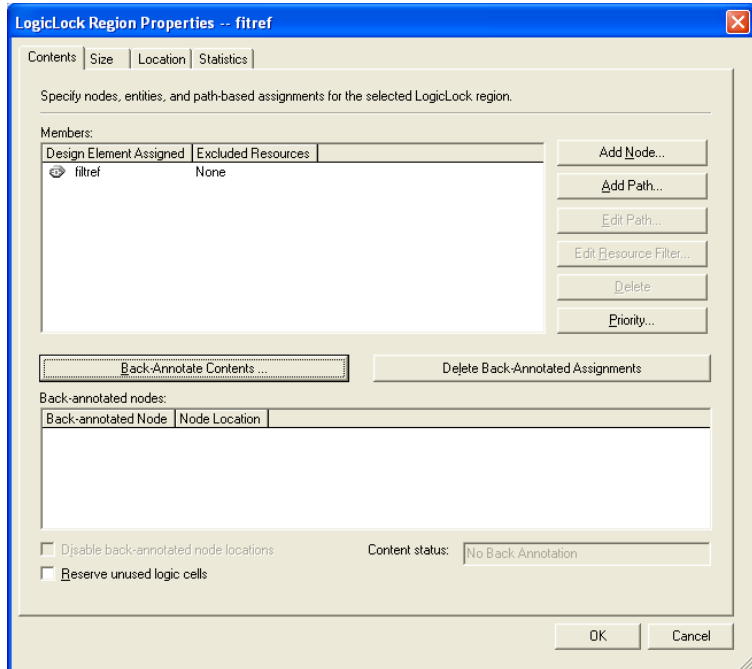 LogicLock Region Properties -- fitref
Contents Size Location Statistics
Specify nodes, entities, and path-based assignments for the selected LogicLock region.
Members:
Design Element Assigned Excluded Resources
filtref None
Add Node...
Add Path...
Edit Path...
Edit Resource Filter...
Delete
Priority...
Back-Annotate Contents ... Delete Back-Annotated Assignments
Back-annotated nodes:
Back-annotated Node Node Location
Disable back-annotated node locations Content status: No Back Annotation
Reserve unused logic cells
OK Cancel